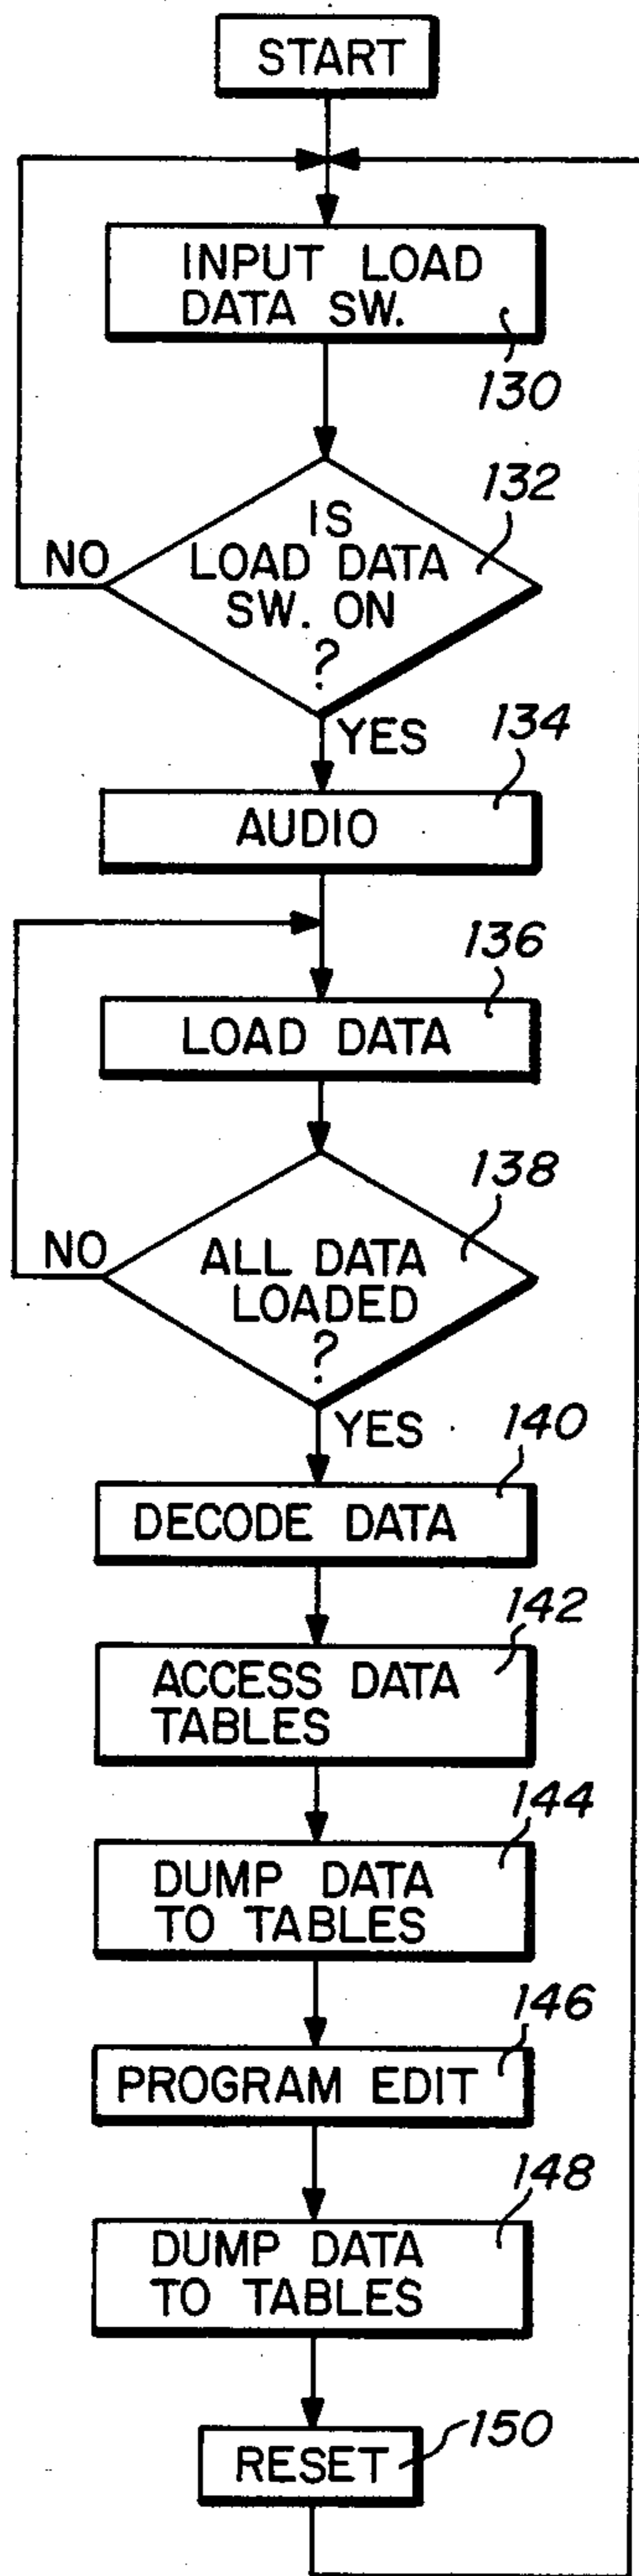 START
INPUT LOAD
DATA SW.
130
132
IS
LOAD DATA
SW. ON
?
NO
YES
134
AUDIO
136
LOAD DATA
138
ALL DATA
LOADED
?
NO
YES
140
DECODE DATA
142
ACCESS DATA
TABLES
144
DUMP DATA
TO TABLES
146
PROGRAM EDIT
148
DUMP DATA
TO TABLES
150
RESET